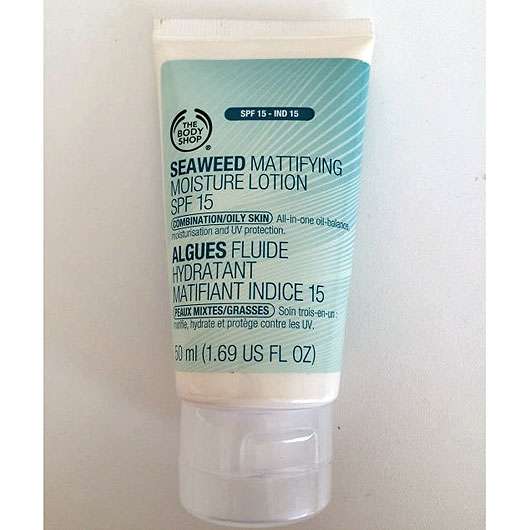 SPF 15 - IND 15
THE
BODY
SHOP®
SEAWEED MATTIFYING
MOISTURE LOTION
SPF 15
COMBINATION/OILY SKIN All-in-one oil-balance,
moisturisation and UV protection.
ALGUES FLUIDE
HYDRATANT
MATIFIANT INDICE 15
PEAUX MIXTES/GRASSES Soin trois-en-un :
matifie, hydrate et protège contre les UV.
50 ml (1.69 US FL OZ)